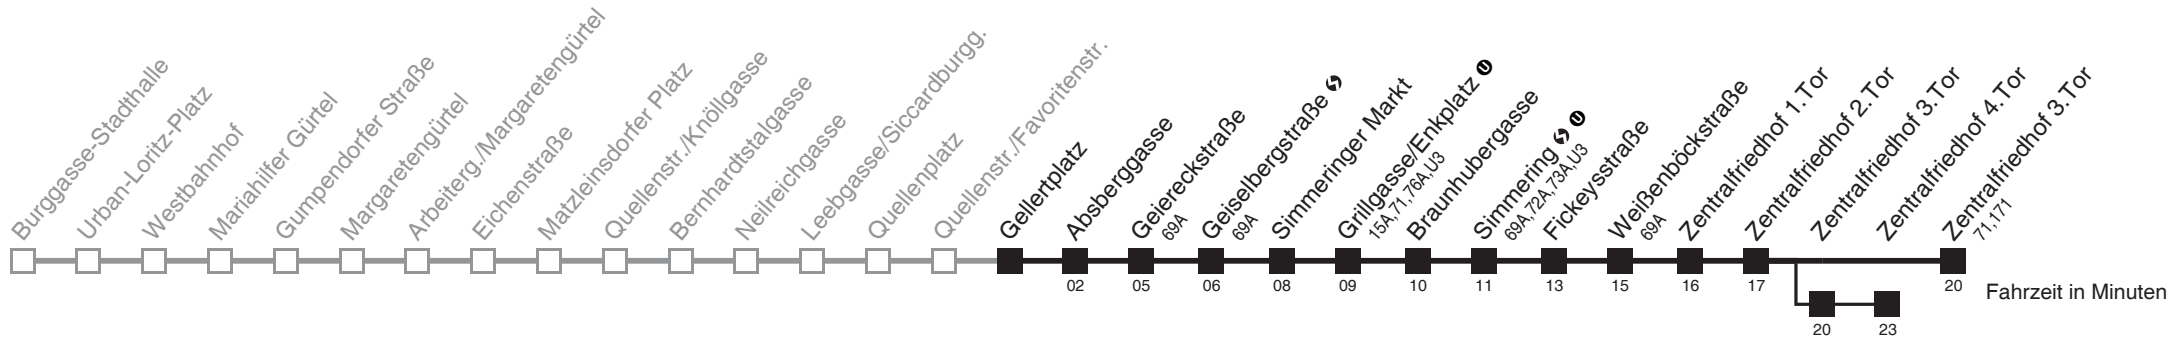 Burggasse-Stadthalle
Urban-Loritz-Platz
Westbahnhof
Mariahilfer Gürtel
Gumpendorfer Straße
Margaretengürtel
Arbeiterg./Margaretengürtel
Eichenstraße
Matzleinsdorfer Platz
Quellenstr./Knöllgasse
Bernhardtstalgasse
Neilreichgasse
Leebgasse/Siccardburgg.
Quellenplatz
Quellenstr./Favoritenstr.
Gellertplatz
Absberggasse
02
Geiereckstraße
69A
05
Geiselbergstraße S
69A
06
Simmeringer Markt
08
Grillgasse/Enkplatz U
15A,71,76A,U3
09
Braunhubergasse
10
Simmering S U
69A,72A,73A,U3
11
Fickeysstraße
13
Weißenböckstraße
69A
15
Zentralfriedhof 1.Tor
16
Zentralfriedhof 2.Tor
17
Zentralfriedhof 3.Tor
20
Zentralfriedhof 4.Tor
23
Zentralfriedhof 3.Tor
71,171
20
Fahrzeit in Minuten